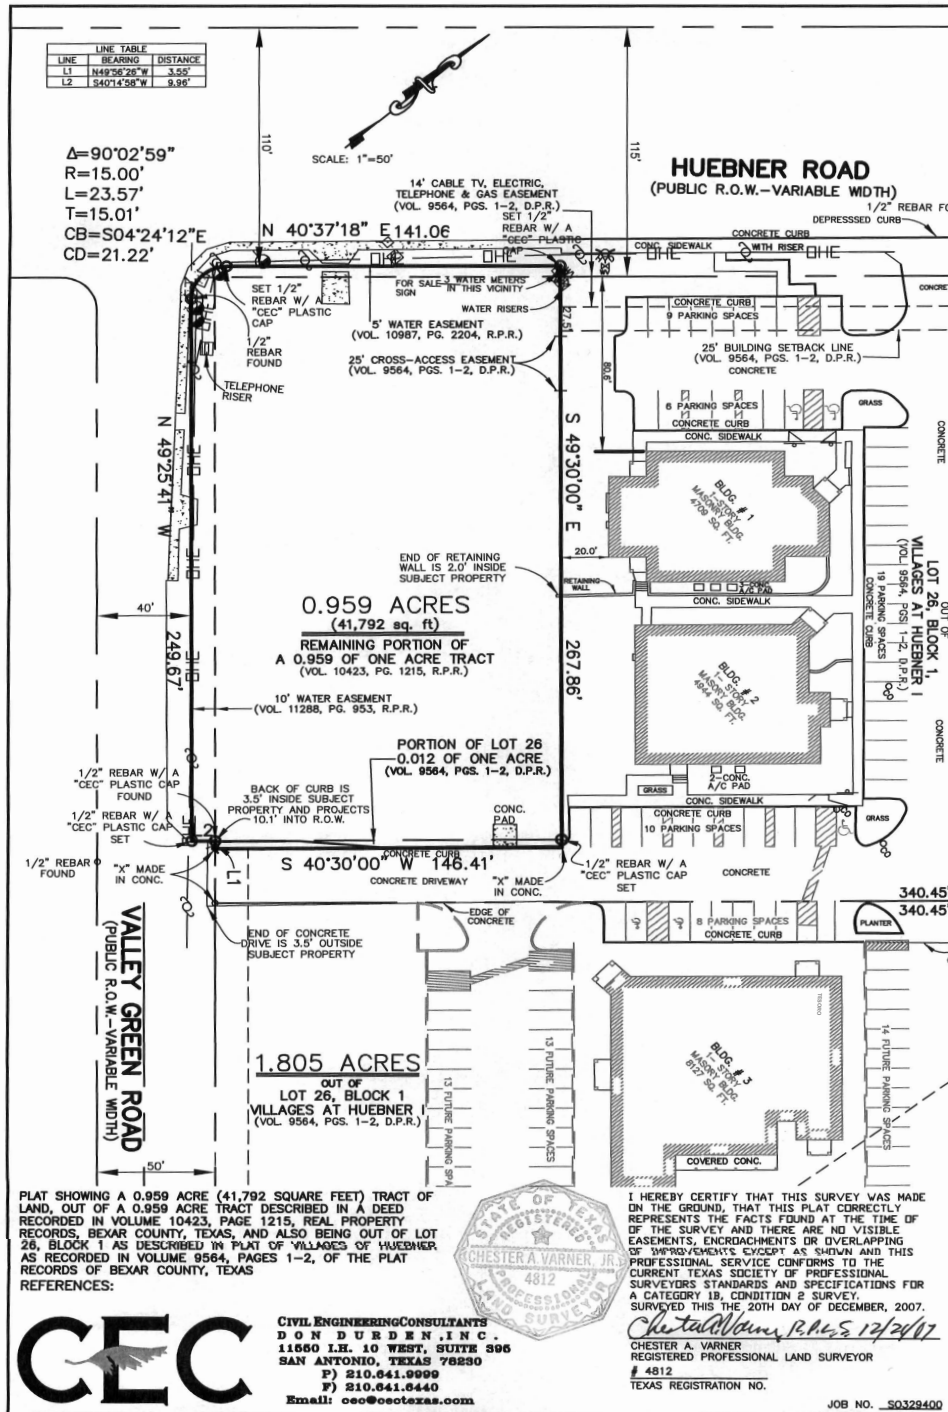 LINE TABLE
LINE BEARING DISTANCE
L1 N49°56'26"W 3.55'
L2 S40°14'58"W 9.96'
Δ=90°02'59"
R=15.00'
L=23.57'
T=15.01'
CB=S04°24'12"E
CD=21.22'
110'
SCALE: 1"=50'
115'
HUEBNER ROAD
(PUBLIC R.O.W.-VARIABLE WIDTH)
DEPRESSSED CURB
CONCRETE CURB
CONC. SIDEWALK
WITH RISER
OHE
14' CABLE TV, ELECTRIC,
TELEPHONE & GAS EASEMENT
(VOL. 9564, PGS. 1-2, D.P.R.)
SET 1/2"
REBAR W/ A
"CEC" PLASTIC
CAP
N 40°37'18" E 141.06
OHE
OHE
FOR SALE
SIGN
3 WATER METERS
IN THIS VICINITY
WATER RISERS
SET 1/2"
REBAR W/ A
"CEC" PLASTIC
CAP
1/2"
REBAR
FOUND
5' WATER EASEMENT
(VOL. 10987, PG. 2204, R.P.R.)
25' CROSS-ACCESS EASEMENT
(VOL. 9564, PGS. 1-2, D.P.R.)
TELEPHONE
RISER
27.51'
80.6'
CONCRETE CURB
9 PARKING SPACES
25' BUILDING SETBACK LINE
(VOL. 9564, PGS. 1-2, D.P.R.)
CONCRETE
6 PARKING SPACES
CONCRETE CURB
CONC. SIDEWALK
GRASS
CONCRETE
N 49°25'41" W
249.67'
S 49°30'00" E
267.86'
BLDG. # 1
1-STORY
MASONRY BLDG.
4709 SQ. FT.
20.0'
END OF RETAINING
WALL IS 2.0' INSIDE
SUBJECT PROPERTY
RETAINING
WALL
A/C PAD
CONC. SIDEWALK
OUT OF
LOT 26, BLOCK 1,
VILLAGES AT HUEBNER I
(VOL. 9564, PGS. 1-2, D.P.R.)
19 PARKING SPACES
CONCRETE CURB
40'
0.959 ACRES
(41,792 sq. ft)
REMAINING PORTION OF
A 0.959 OF ONE ACRE TRACT
(VOL. 10423, PG. 1215, R.P.R.)
10' WATER EASEMENT
(VOL. 11288, PG. 953, R.P.R.)
BLDG. # 2
1- STORY
MASORY BLDG.
4944 SQ. FT.
CONCRETE
2-CONC.
A/C PAD
GRASS
CONC. SIDEWALK
CONCRETE CURB
10 PARKING SPACES
GRASS
PORTION OF LOT 26
0.012 OF ONE ACRE
(VOL. 9564, PGS. 1-2, D.P.R.)
1/2" REBAR W/ A
"CEC" PLASTIC CAP
FOUND
1/2" REBAR W/ A
"CEC" PLASTIC CAP
SET
BACK OF CURB IS
3.5' INSIDE SUBJECT
PROPERTY AND PROJECTS
10.1' INTO R.O.W.
CONC.
PAD
1/2" REBAR
FOUND
"X" MADE
IN CONC.
L1
S 40°30'00" W 146.41'
CONCRETE CURB
CONCRETE DRIVEWAY
"X" MADE
IN CONC.
1/2" REBAR W/ A
"CEC" PLASTIC CAP
SET
CONCRETE
340.45'
340.45'
8 PARKING SPACES
CONCRETE CURB
PLANTER
EDGE OF
CONCRETE
END OF CONCRETE
DRIVE IS 3.5' OUTSIDE
SUBJECT PROPERTY
VALLEY GREEN ROAD
(PUBLIC R.O.W.-VARIABLE WIDTH)
50'
1.805 ACRES
OUT OF
LOT 26, BLOCK 1
VILLAGES AT HUEBNER I
(VOL. 9564, PGS. 1-2, D.P.R.)
13 FUTURE PARKING SPA
13 FUTURE PARKING SPACES
BLDG. # 3
1- STORY
MASORY BLDG.
8127 SQ. FT.
14 FUTURE PARKING SPACES
COVERED CONC.
PLAT SHOWING A 0.959 ACRE (41,792 SQUARE FEET) TRACT OF
LAND, OUT OF A 0.959 ACRE TRACT DESCRIBED IN A DEED
RECORDED IN VOLUME 10423, PAGE 1215, REAL PROPERTY
RECORDS, BEXAR COUNTY, TEXAS, AND ALSO BEING OUT OF LOT
26, BLOCK 1 AS DESCRIBED IN PLAT OF VILLAGES OF HUEBNER
AS RECORDED IN VOLUME 9564, PAGES 1-2, OF THE PLAT
RECORDS OF BEXAR COUNTY, TEXAS
REFERENCES:
STATE OF TEXAS
REGISTERED
CHESTER A. VARNER, JR.
4812
PROFESSIONAL
LAND SURVEYOR
I HEREBY CERTIFY THAT THIS SURVEY WAS MADE
ON THE GROUND, THAT THIS PLAT CORRECTLY
REPRESENTS THE FACTS FOUND AT THE TIME OF
OF THE SURVEY AND THERE ARE NO VISIBLE
EASEMENTS, ENCROACHMENTS OR OVERLAPPING
OF IMPROVEMENTS EXCEPT AS SHOWN AND THIS
PROFESSIONAL SERVICE CONFORMS TO THE
CURRENT TEXAS SOCIETY OF PROFESSIONAL
SURVEYORS STANDARDS AND SPECIFICATIONS FOR
A CATEGORY 1B, CONDITION 2 SURVEY.
SURVEYED THIS THE 20TH DAY OF DECEMBER, 2007.
CHESTER A. VARNER
REGISTERED PROFESSIONAL LAND SURVEYOR
# 4812
TEXAS REGISTRATION NO.
CEC
CIVIL ENGINEERING CONSULTANTS
DON DURDEN, INC.
11550 I.H. 10 WEST, SUITE 395
SAN ANTONIO, TEXAS 78230
P) 210.641.9999
F) 210.641.6440
Email: cec@cectexas.com
JOB NO. S0329400